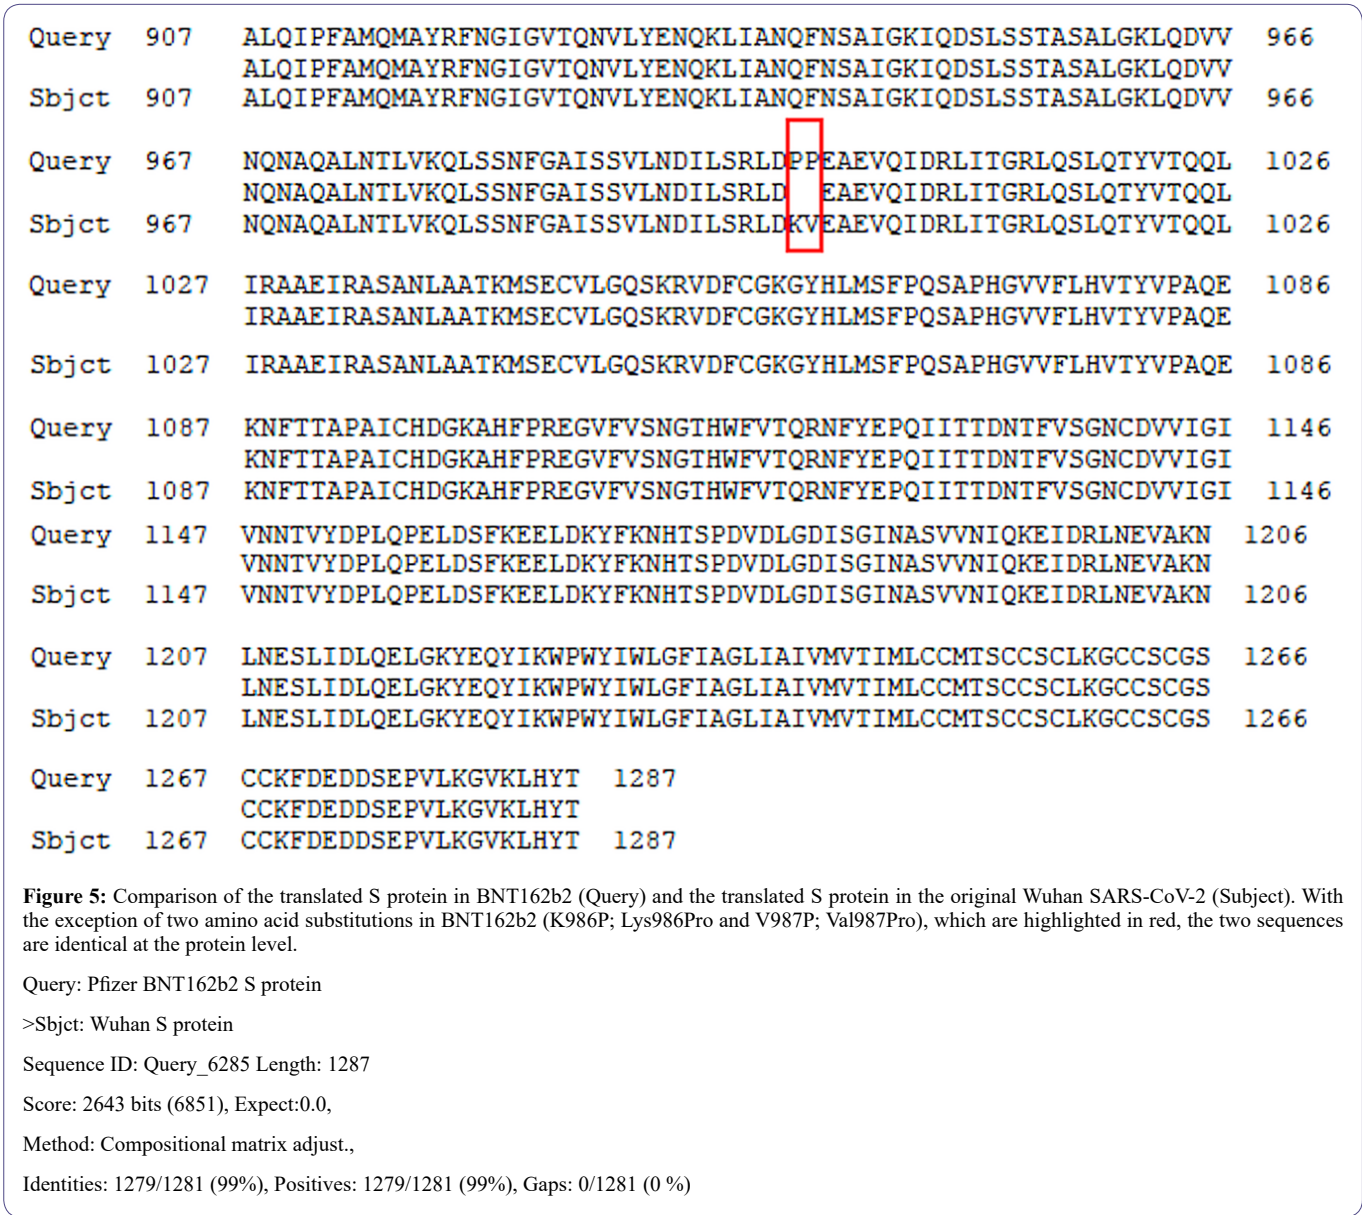 Query 907 ALQIPFAMQMAYRFNGIGVTQNVLYENQKLIANQFNSAIGKIQDSLSSTASALGKLQDVV 966
ALQIPFAMQMAYRFNGIGVTQNVLYENQKLIANQFNSAIGKIQDSLSSTASALGKLQDVV
Sbjct 907 ALQIPFAMQMAYRFNGIGVTQNVLYENQKLIANQFNSAIGKIQDSLSSTASALGKLQDVV 966
Query 967 NQNAQALNTLVKQLSSNFGAISSVLNDILSRLDPPEAEVQIDRLITGRLQSLQTYVTQQL 1026
NQNAQALNTLVKQLSSNFGAISSVLNDILSRLD EAEVQIDRLITGRLQSLQTYVTQQL
Sbjct 967 NQNAQALNTLVKQLSSNFGAISSVLNDILSRLDKVEAEVQIDRLITGRLQSLQTYVTQQL 1026
Query 1027 IRAAEIRASANLAATKMSECVLGQSKRVDFCGKGYHLMSFPQSAPHGVVFLHVTYVPAQE 1086
IRAAEIRASANLAATKMSECVLGQSKRVDFCGKGYHLMSFPQSAPHGVVFLHVTYVPAQE
Sbjct 1027 IRAAEIRASANLAATKMSECVLGQSKRVDFCGKGYHLMSFPQSAPHGVVFLHVTYVPAQE 1086
Query 1087 KNFTTAPAICHDGKAHFPREGVFVSNGTHWFVTQRNFYEPQIITTDNTFVSGNCDVVIGI 1146
KNFTTAPAICHDGKAHFPREGVFVSNGTHWFVTQRNFYEPQIITTDNTFVSGNCDVVIGI
Sbjct 1087 KNFTTAPAICHDGKAHFPREGVFVSNGTHWFVTQRNFYEPQIITTDNTFVSGNCDVVIGI 1146
Query 1147 VNNTVYDPLQPELDSFKEELDKYFKNHTSPDVDLGDISGINASVVNIQKEIDRLNEVAKN 1206
VNNTVYDPLQPELDSFKEELDKYFKNHTSPDVDLGDISGINASVVNIQKEIDRLNEVAKN
Sbjct 1147 VNNTVYDPLQPELDSFKEELDKYFKNHTSPDVDLGDISGINASVVNIQKEIDRLNEVAKN 1206
Query 1207 LNESLIDLQELGKYEQYIKWPWYIWLGFIAGLIAIVMVTIMLCCMTSCCSCLKGCCSCGS 1266
LNESLIDLQELGKYEQYIKWPWYIWLGFIAGLIAIVMVTIMLCCMTSCCSCLKGCCSCGS
Sbjct 1207 LNESLIDLQELGKYEQYIKWPWYIWLGFIAGLIAIVMVTIMLCCMTSCCSCLKGCCSCGS 1266
Query 1267 CCKFDEDDSEPVLKGVKLHYT 1287
CCKFDEDDSEPVLKGVKLHYT
Sbjct 1267 CCKFDEDDSEPVLKGVKLHYT 1287
Figure 5: Comparison of the translated S protein in BNT162b2 (Query) and the translated S protein in the original Wuhan SARS-CoV-2 (Subject). With
the exception of two amino acid substitutions in BNT162b2 (K986P; Lys986Pro and V987P; Val987Pro), which are highlighted in red, the two sequences
are identical at the protein level.
Query: Pfizer BNT162b2 S protein
>Sbjct: Wuhan S protein
Sequence ID: Query_6285 Length: 1287
Score: 2643 bits (6851), Expect:0.0,
Method: Compositional matrix adjust.,
Identities: 1279/1281 (99%), Positives: 1279/1281 (99%), Gaps: 0/1281 (0 %)